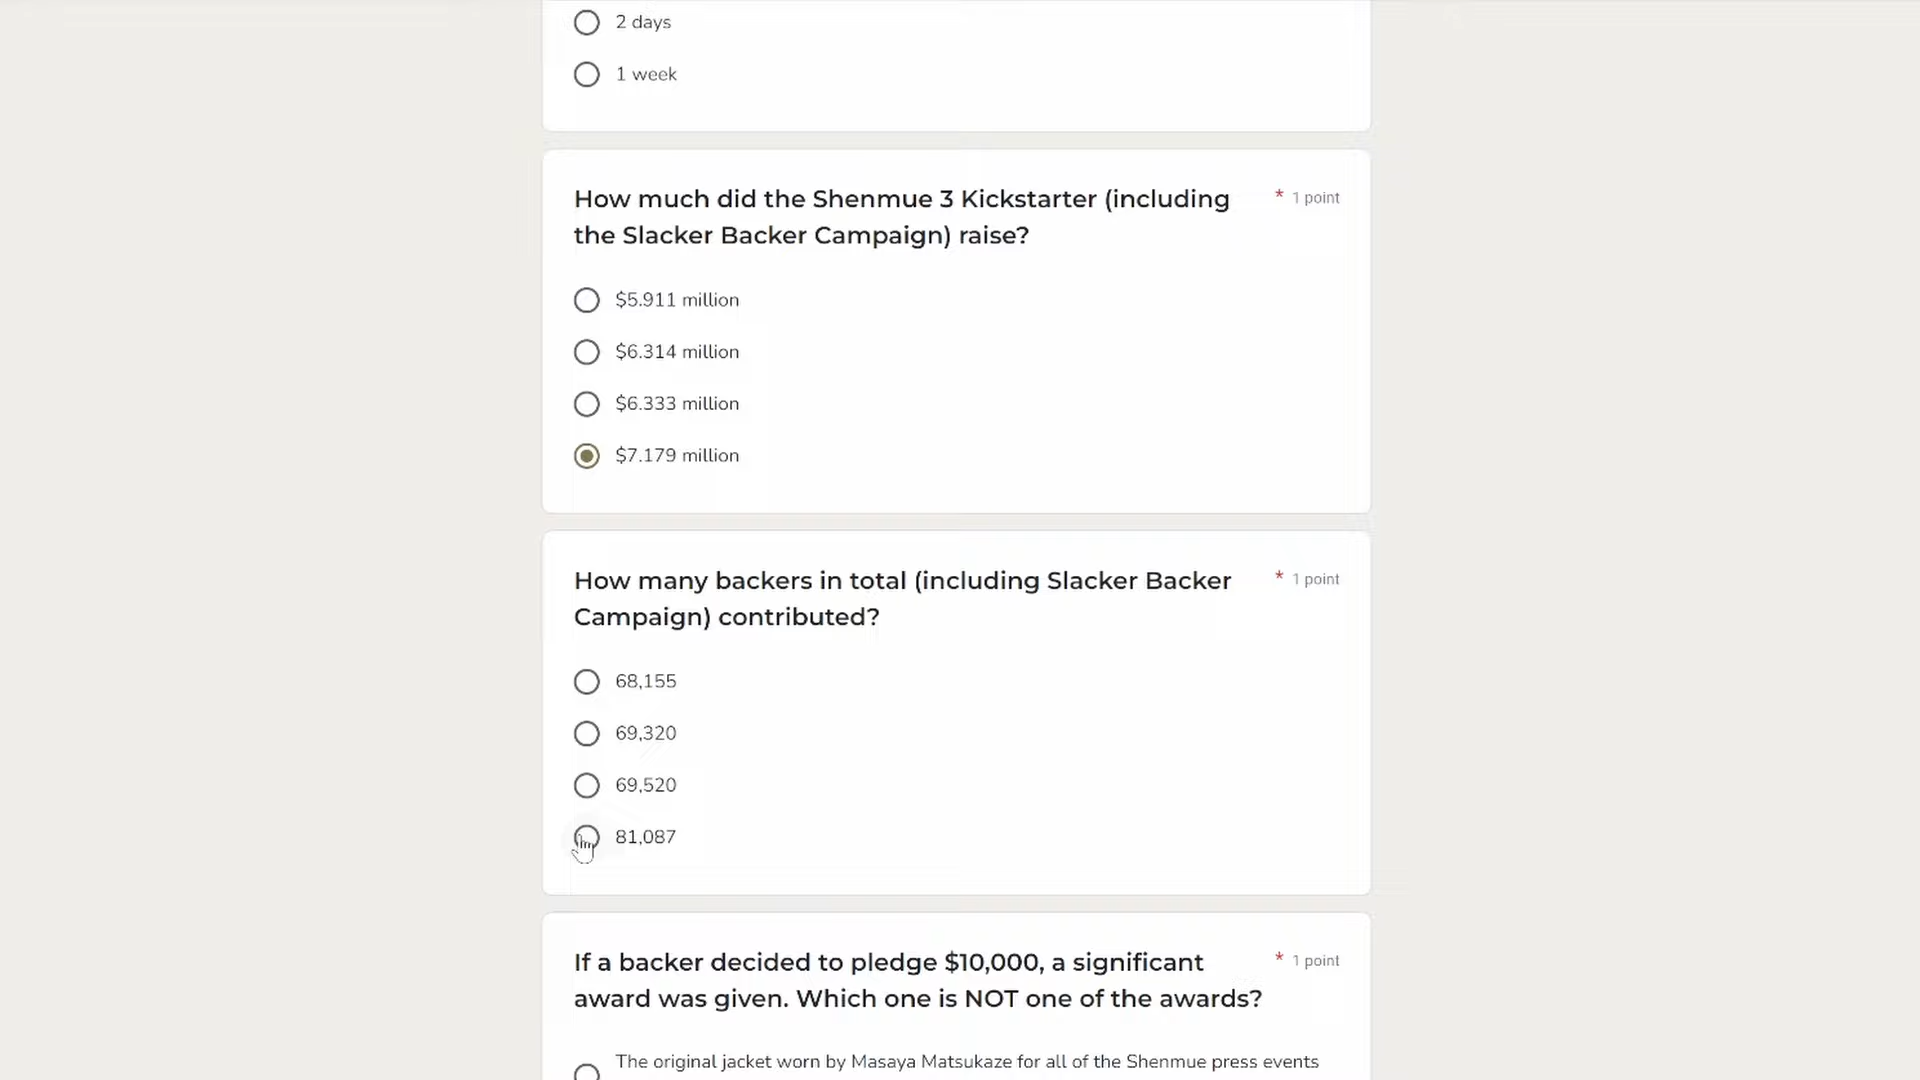 2 days
1 week
How much did the Shenmue 3 Kickstarter (including
the Slacker Backer Campaign) raise?
* 1 point
$5.911 million
$6.314 million
$6.333 million
$7.179 million
How many backers in total (including Slacker Backer
Campaign) contributed?
* 1 point
68,155
69,320
69,520
81,087
If a backer decided to pledge $10,000, a significant
award was given. Which one is NOT one of the awards?
* 1 point
The original jacket worn by Masaya Matsukaze for all of the Shenmue press events